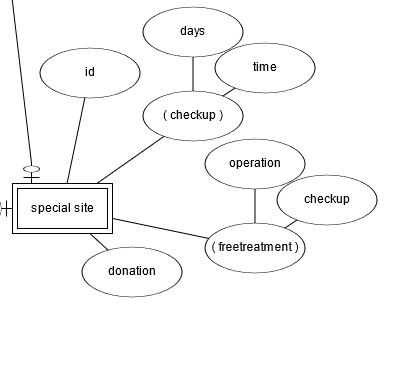 days
time
id
( checkup )
operation
checkup
special site
( freetreatment )
donation